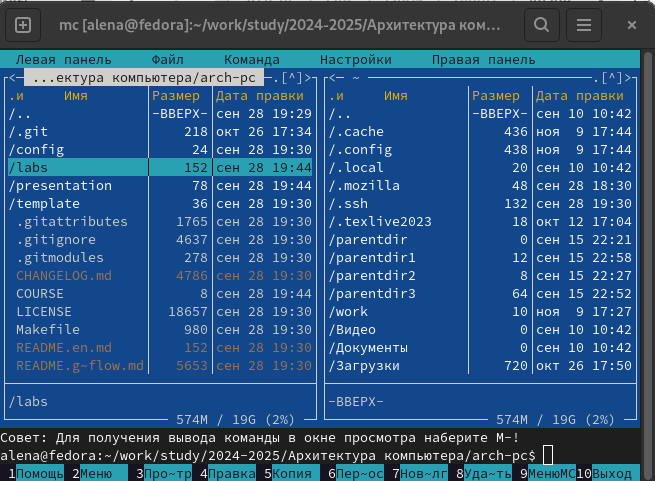 mc [alena@fedora]:~/work/study/2024-2025/Архитектура ком…
Левая панель Файл Команда Настройки Правая панель
<─ ...ектура компьютера/arch-pc ─.[^]>
.и Имя Размер Дата правки
/.. -ВВЕРХ- сен 28 19:29
/.git 218 окт 26 17:34
/config 24 сен 28 19:30
/labs 152 сен 28 19:44
/presentation 78 сен 28 19:44
/template 36 сен 28 19:30
.gitattributes 1765 сен 28 19:30
.gitignore 4637 сен 28 19:30
.gitmodules 278 сен 28 19:30
CHANGELOG.md 4786 сен 28 19:30
COURSE 8 сен 28 19:44
LICENSE 18657 сен 28 19:30
Makefile 980 сен 28 19:30
README.en.md 152 сен 28 19:30
README.g~flow.md 5653 сен 28 19:30
/labs
574M / 19G (2%)
<─ ~ ─.[^]>
.и Имя Размер Дата правки
/.. -ВВЕРХ- сен 10 10:42
/.cache 436 ноя 9 17:44
/.config 438 ноя 9 17:44
/.local 20 сен 10 10:42
/.mozilla 48 сен 28 18:30
/.ssh 132 сен 28 19:30
/.texlive2023 18 окт 12 17:04
/parentdir 0 сен 15 22:21
/parentdir1 12 сен 15 22:58
/parentdir2 8 сен 15 22:27
/parentdir3 64 сен 15 22:52
/work 10 ноя 9 17:27
/Видео 0 сен 10 10:42
/Документы 0 сен 10 10:42
/Загрузки 720 окт 26 17:50
-ВВЕРХ-
574M / 19G (2%)
Совет: Для получения вывода команды в окне просмотра наберите M-!
alena@fedora:~/work/study/2024-2025/Архитектура компьютера/arch-pc$
1Помощь 2Меню 3Про~тр 4Правка 5Копия 6Пер~ос 7Нов~лг 8Уда~ть 9МенюMC 10Выход